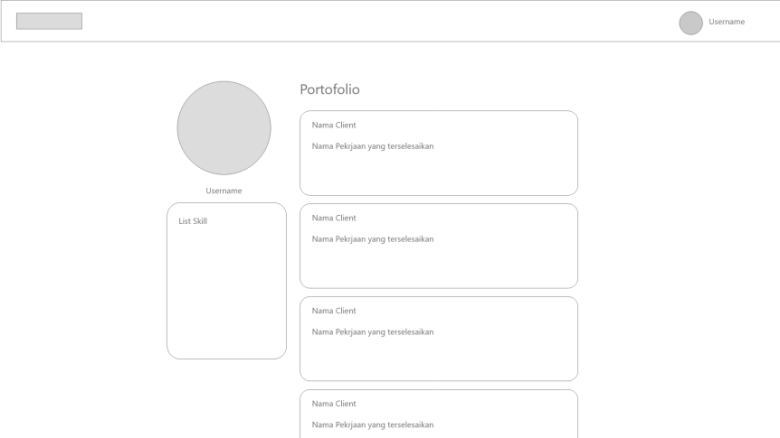 Username
Portofolio
Username
List Skill
Nama Client
Nama Pekrjaan yang terselesaikan
Nama Client
Nama Pekrjaan yang terselesaikan
Nama Client
Nama Pekrjaan yang terselesaikan
Nama Client
Nama Pekrjaan yang terselesaikan